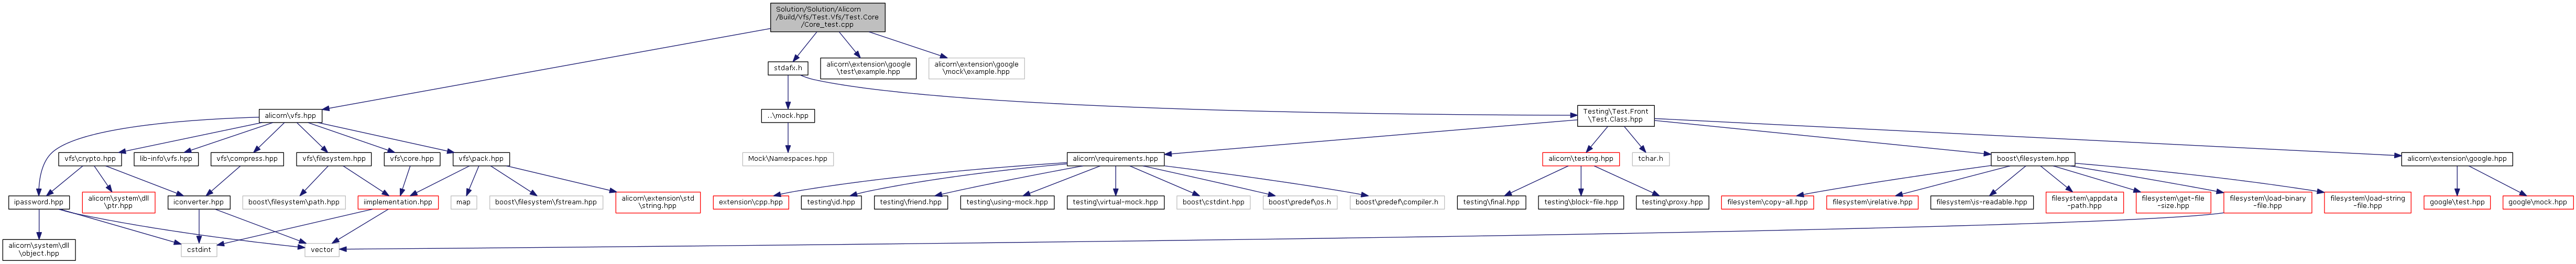 Solution/Solution/Alicorn
/Build/Vfs/Test.Vfs/Test.Core
/Core_test.cpp
stdafx.h
alicorn\extension\google
\test\example.hpp
alicorn\extension\google
\mock\example.hpp
alicorn\vfs.hpp
..\mock.hpp
Testing\Test.Front
\Test.Class.hpp
vfs\crypto.hpp
lib-info\vfs.hpp
vfs\compress.hpp
vfs\filesystem.hpp
vfs\core.hpp
vfs\pack.hpp
Mock\Namespaces.hpp
alicorn\requirements.hpp
alicorn\testing.hpp
tchar.h
boost\filesystem.hpp
alicorn\extension\google.hpp
ipassword.hpp
alicorn\system\dll
\ptr.hpp
iconverter.hpp
boost\filesystem\path.hpp
iimplementation.hpp
map
boost\filesystem\fstream.hpp
alicorn\extension\std
\string.hpp
extension\cpp.hpp
testing\id.hpp
testing\friend.hpp
testing\using-mock.hpp
testing\virtual-mock.hpp
boost\cstdint.hpp
boost\predef\os.h
boost\predef\compiler.h
testing\final.hpp
testing\block-file.hpp
testing\proxy.hpp
filesystem\copy-all.hpp
filesystem\relative.hpp
filesystem\is-readable.hpp
filesystem\appdata
-path.hpp
filesystem\get-file
-size.hpp
filesystem\load-binary
-file.hpp
filesystem\load-string
-file.hpp
google\test.hpp
google\mock.hpp
alicorn\system\dll
\object.hpp
cstdint
vector